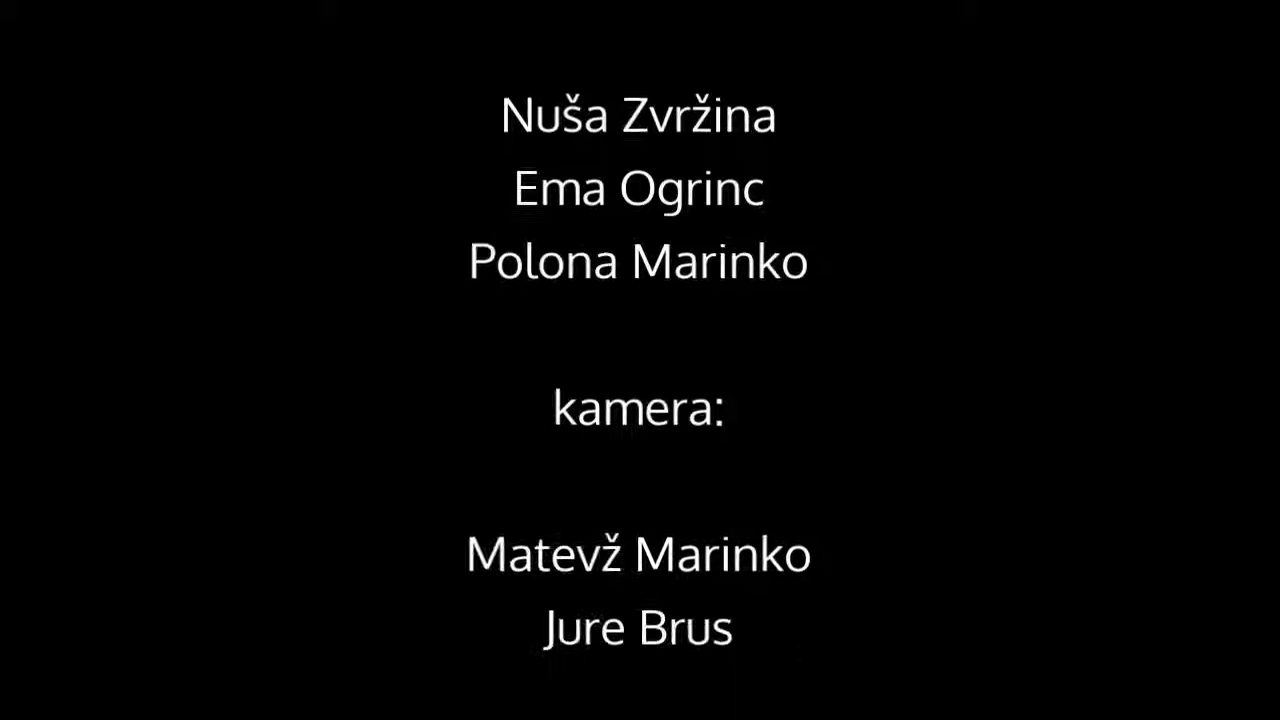 Nuša Zvržina
Ema Ogrinc
Polona Marinko
kamera:
Matevž Marinko
Jure Brus